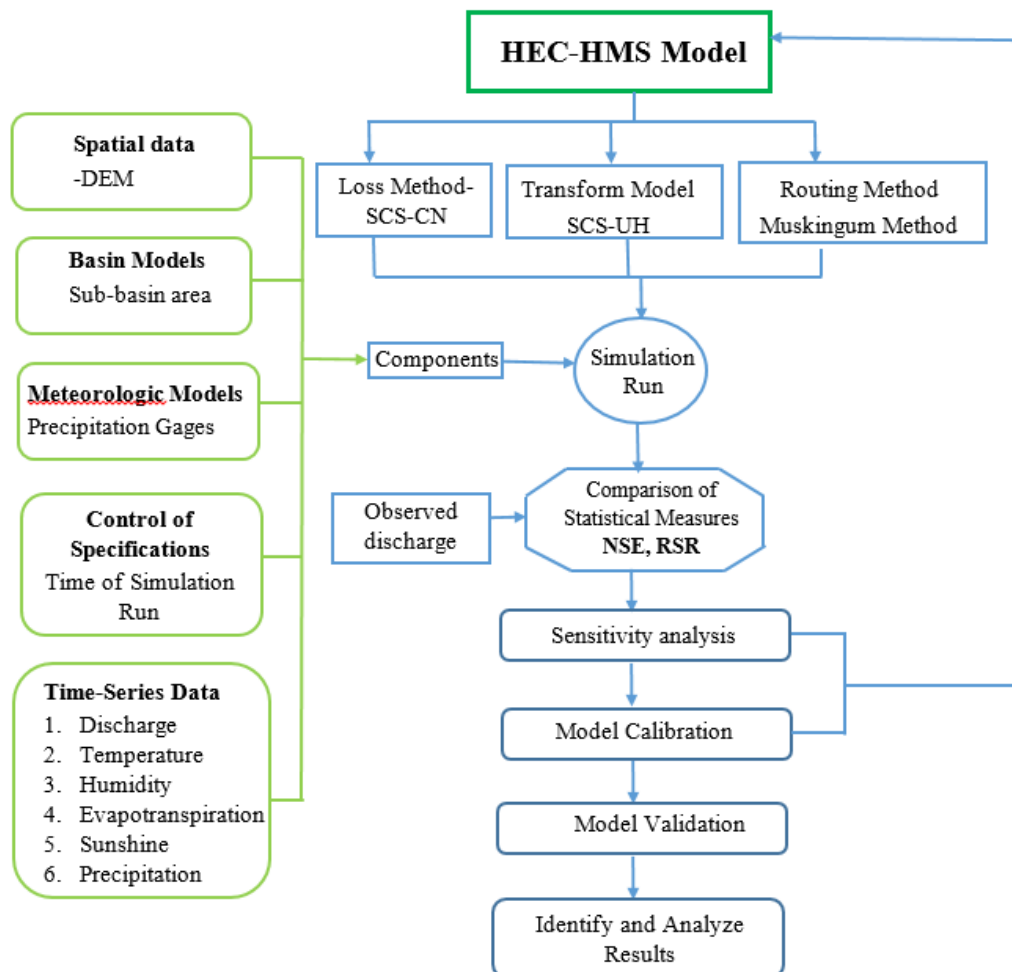 HEC-HMS Model
Spatial data
-DEM
Loss Method-
SCS-CN
Transform Model
SCS-UH
Routing Method
Muskingum Method
Basin Models
Sub-basin area
Components
Simulation
Run
Meteorologic Models
Precipitation Gages
Observed
discharge
Comparison of
Statistical Measures
NSE, RSR
Control of
Specifications
Time of Simulation
Run
Sensitivity analysis
Time-Series Data
1. Discharge
2. Temperature
3. Humidity
4. Evapotranspiration
5. Sunshine
6. Precipitation
Model Calibration
Model Validation
Identify and Analyze
Results